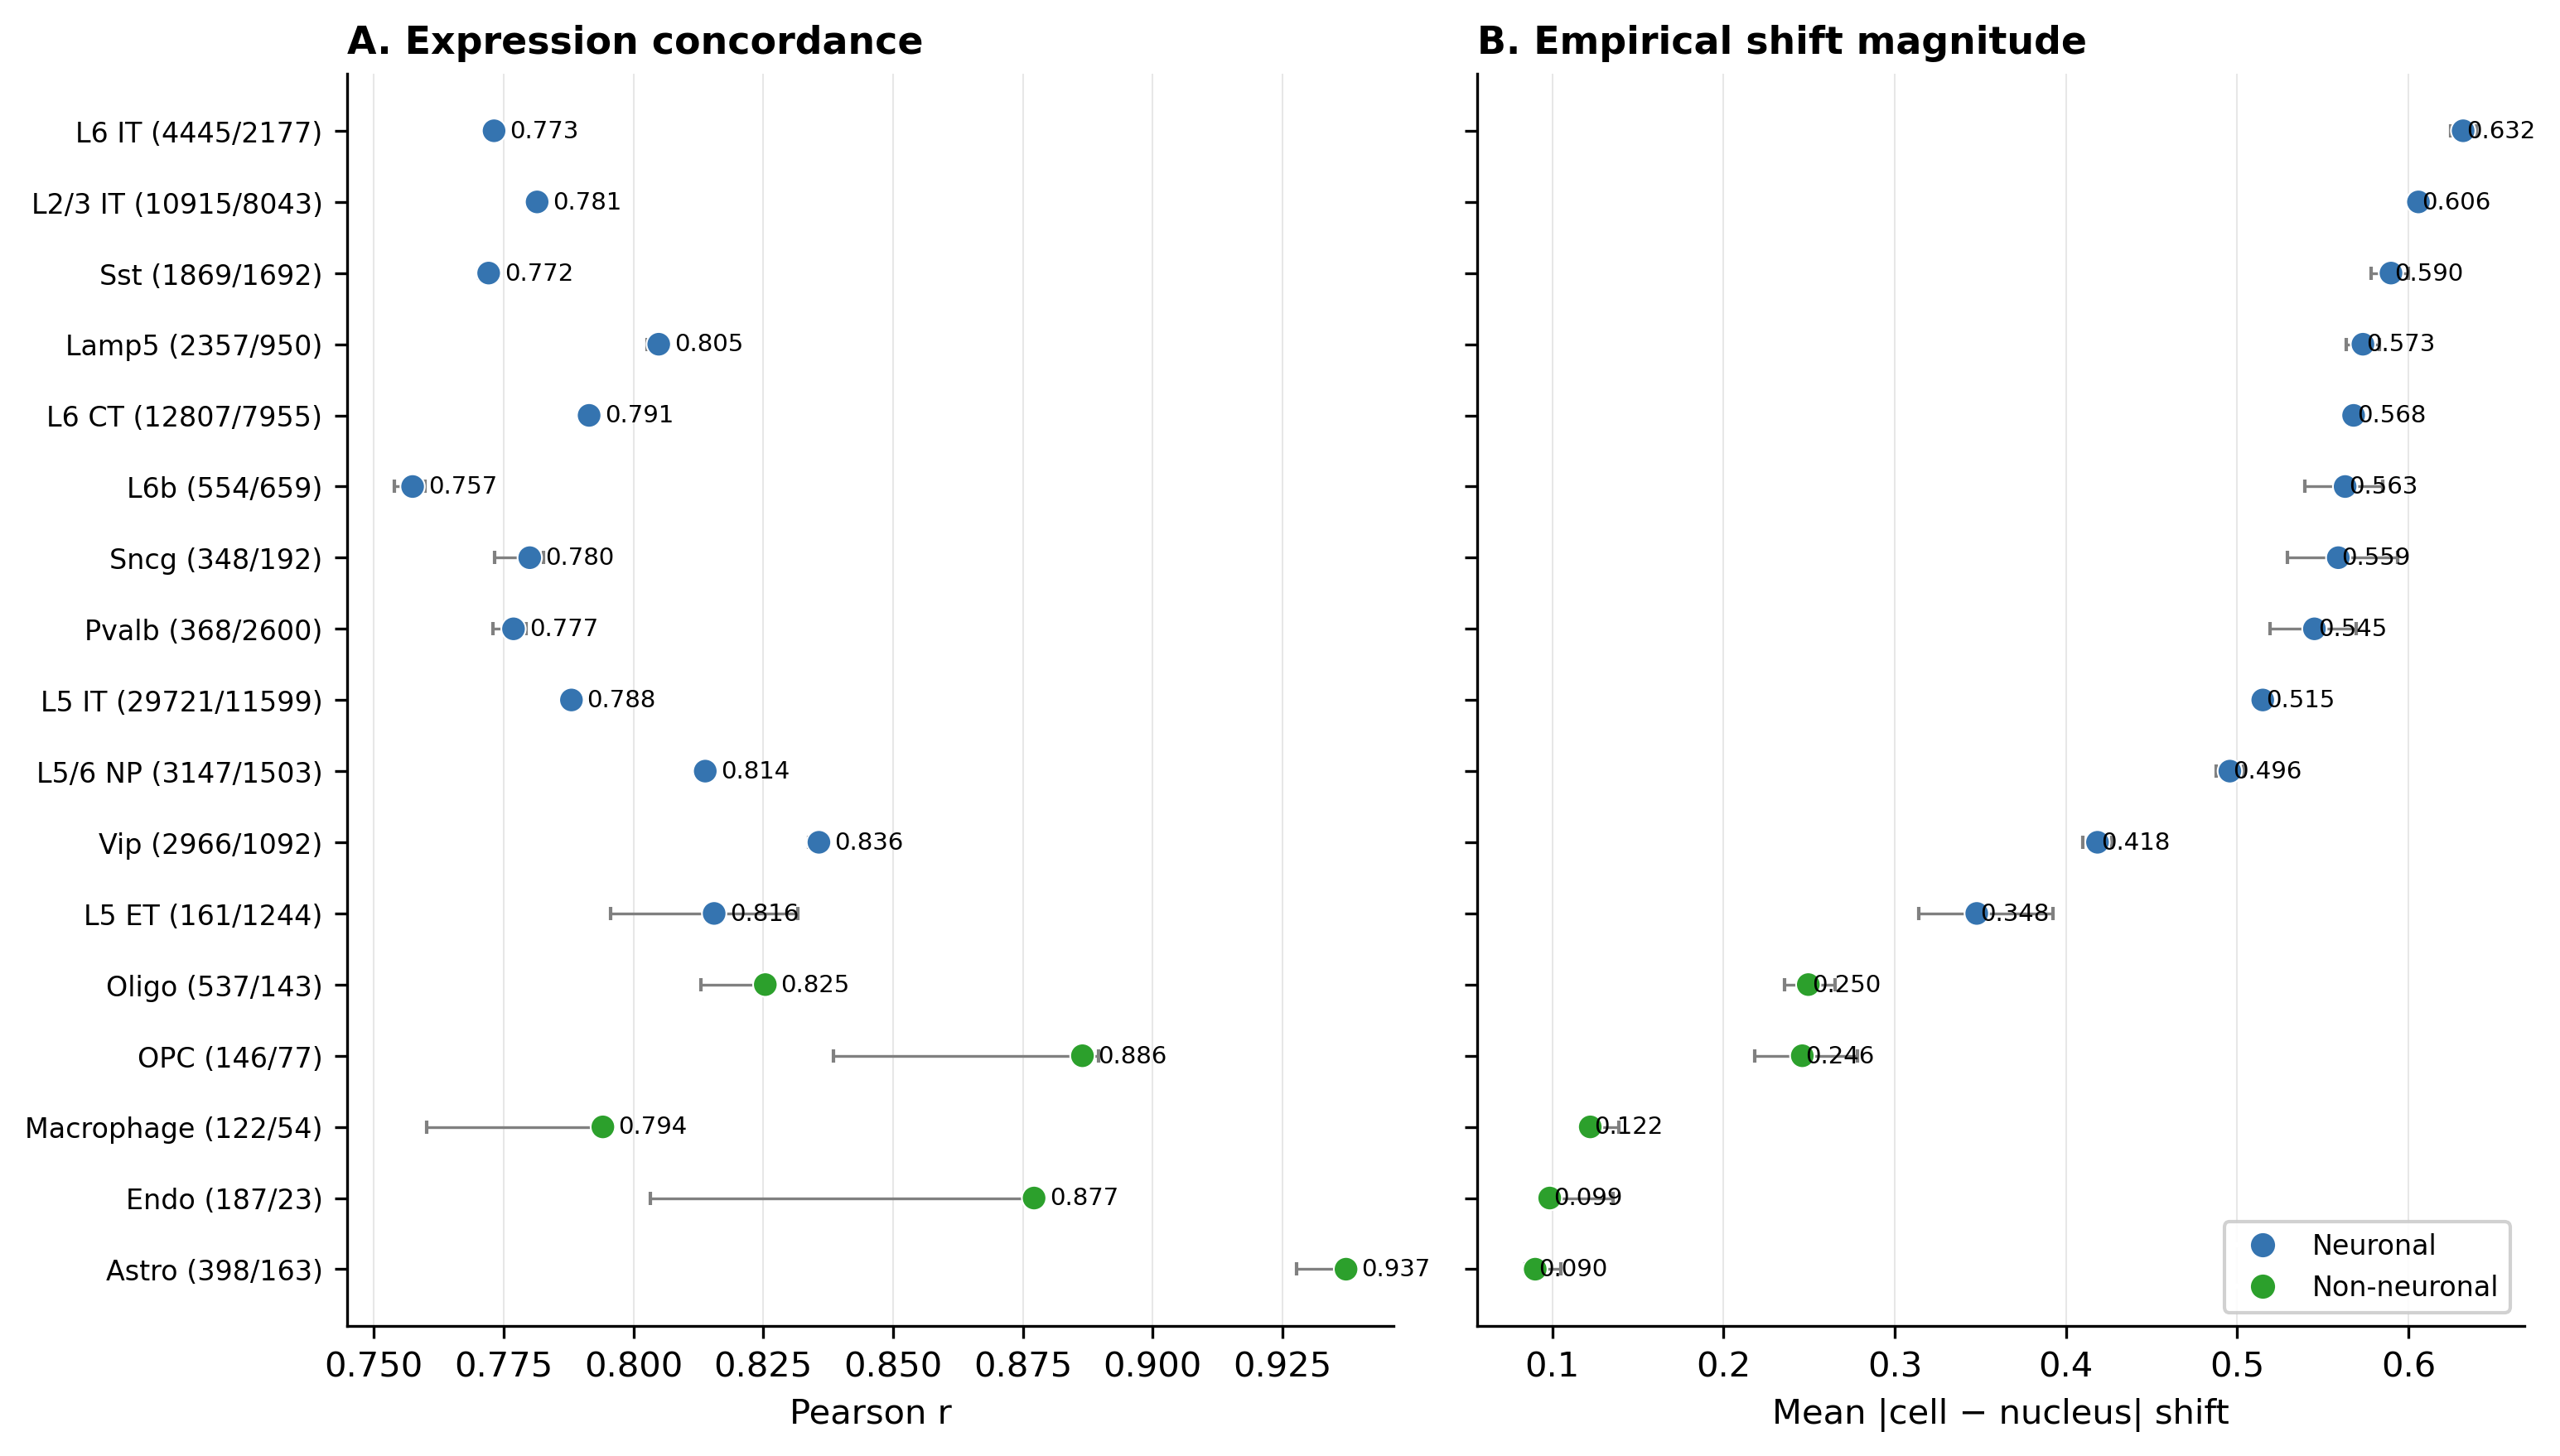 A. Expression concordance
B. Empirical shift magnitude
L6 IT (4445/2177)
0.773
0.632
L2/3 IT (10915/8043)
0.781
0.606
Sst (1869/1692)
0.772
0.590
Lamp5 (2357/950)
0.805
0.573
L6 CT (12807/7955)
0.791
0.568
L6b (554/659)
0.757
0.563
Sncg (348/192)
0.780
0.559
Pvalb (368/2600)
0.777
0.545
L5 IT (29721/11599)
0.788
0.515
L5/6 NP (3147/1503)
0.814
0.496
Vip (2966/1092)
0.836
0.418
L5 ET (161/1244)
0.816
0.348
Oligo (537/143)
0.825
0.250
OPC (146/77)
0.886
0.246
Macrophage (122/54)
0.794
0.122
Endo (187/23)
0.877
0.099
Astro (398/163)
0.937
0.090
Neuronal
Non-neuronal
0.750 0.775 0.800 0.825 0.850 0.875 0.900 0.925
0.1 0.2 0.3 0.4 0.5 0.6
Pearson r
Mean |cell − nucleus| shift